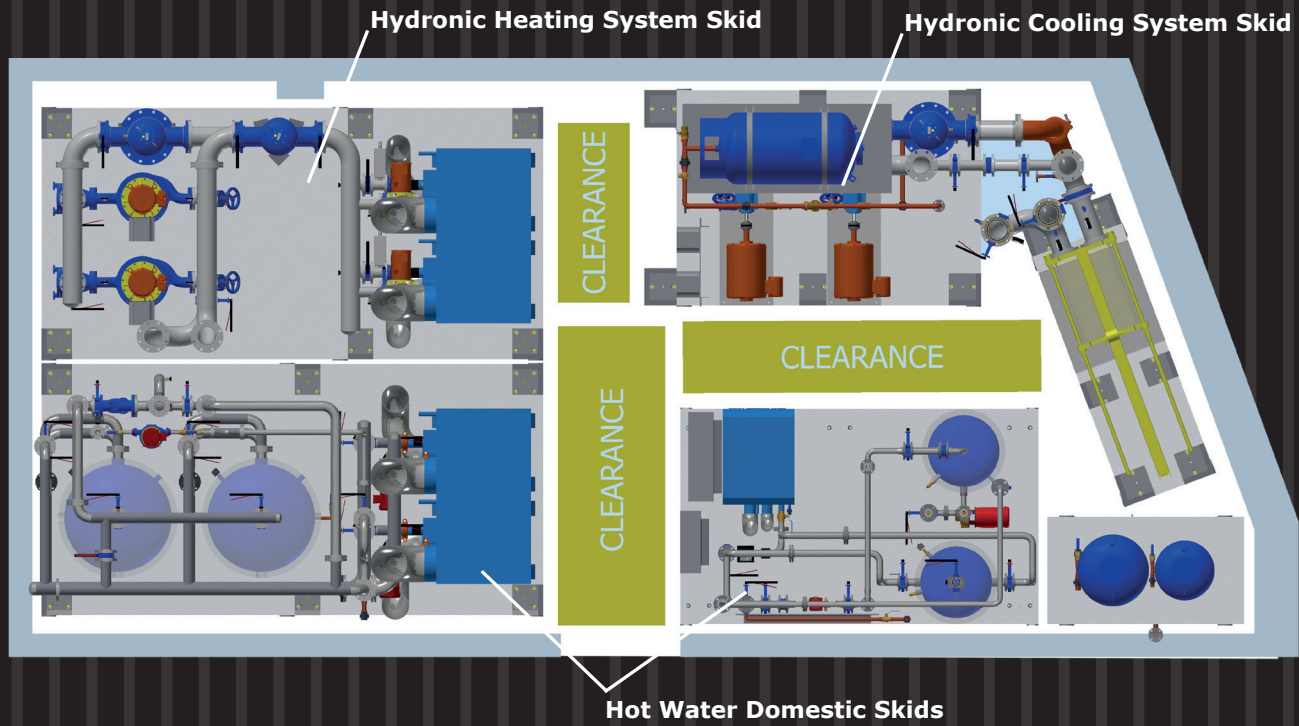 Hydronic Heating System Skid
Hydronic Cooling System Skid
CLEARANCE
CLEARANCE
CLEARANCE
Hot Water Domestic Skids